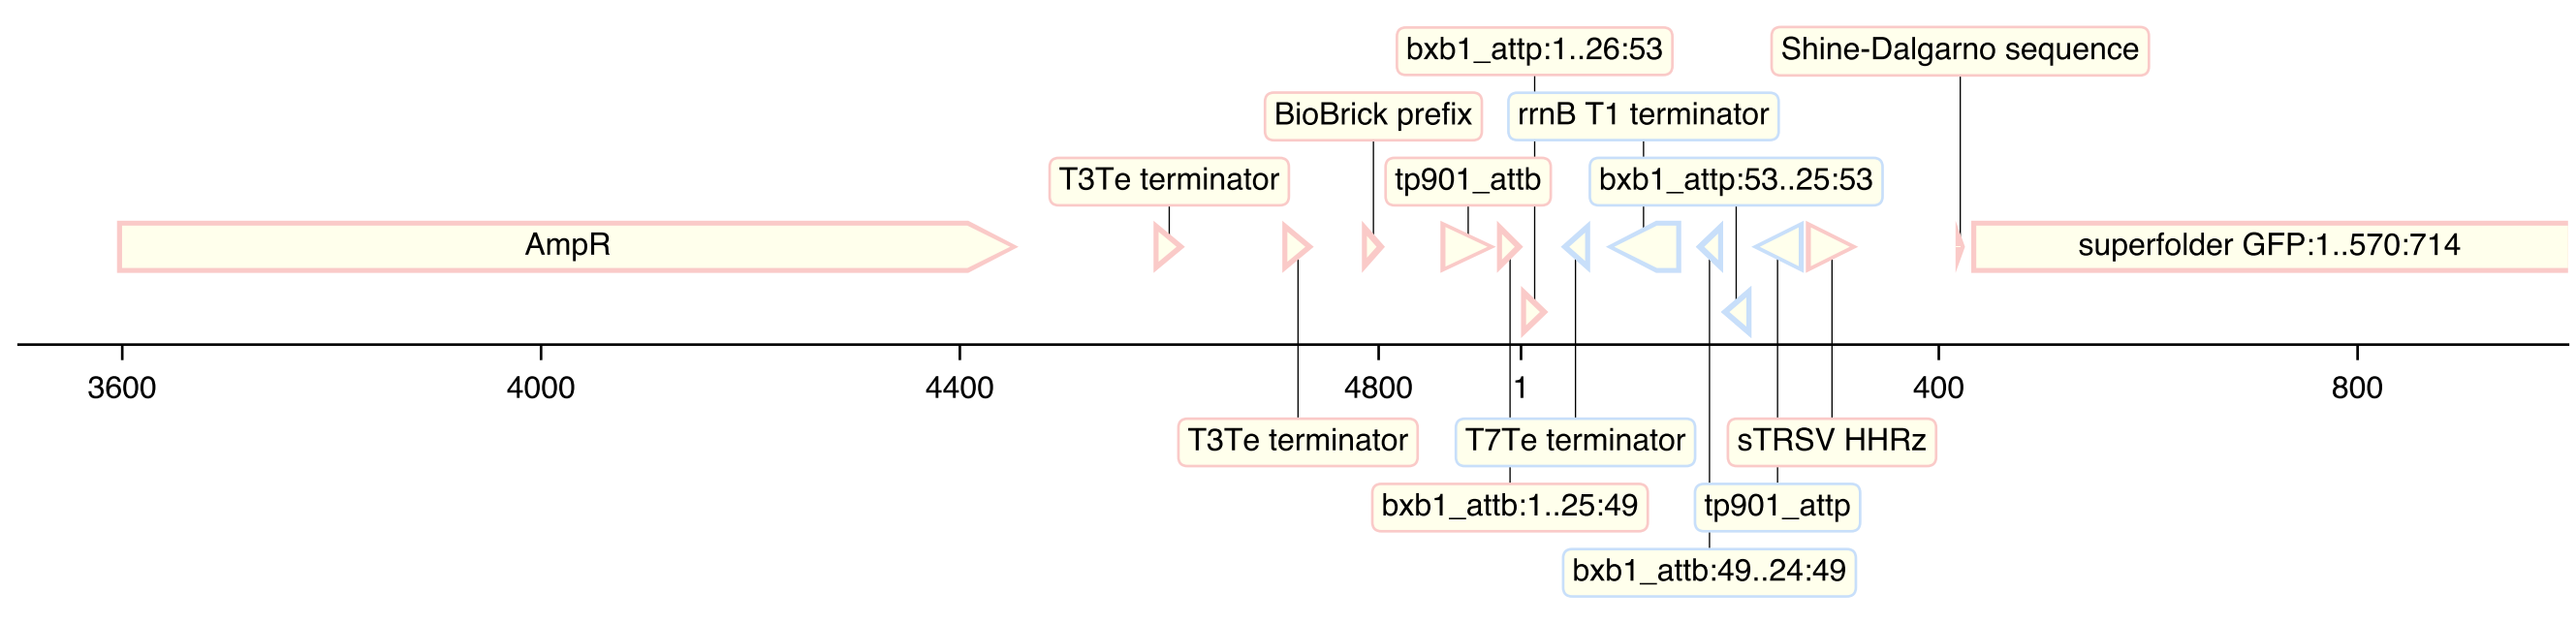 bxb1_attp:1..26:53
Shine-Dalgarno sequence
BioBrick prefix
rrnB T1 terminator
T3Te terminator
tp901_attb
bxb1_attp:53..25:53
AmpR
superfolder GFP:1..570:714
3600
4000
4400
4800
1
400
800
T3Te terminator
T7Te terminator
sTRSV HHRz
bxb1_attb:1..25:49
tp901_attp
bxb1_attb:49..24:49